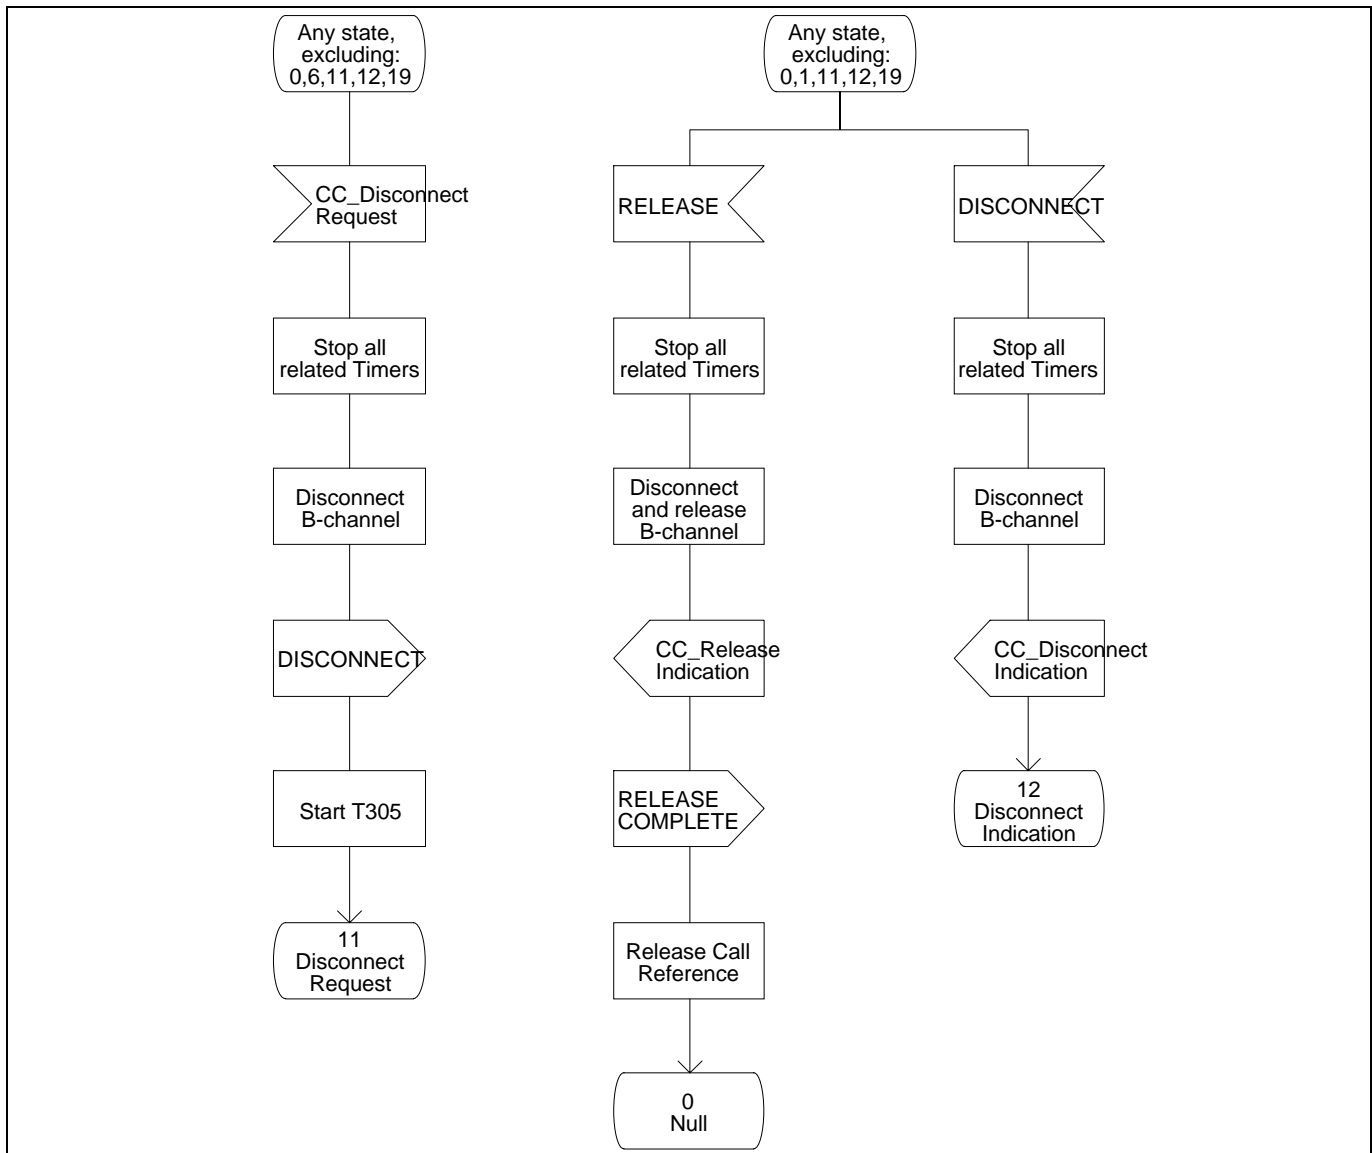 Any state,
excluding:
0,6,11,12,19
CC_Disconnect
Request
Stop all
related Timers
Disconnect
B-channel
DISCONNECT
Start T305
11
Disconnect
Request
Any state,
excluding:
0,1,11,12,19
RELEASE
Stop all
related Timers
Disconnect
and release
B-channel
CC_Release
Indication
RELEASE
COMPLETE
Release Call
Reference
0
Null
DISCONNECT
Stop all
related Timers
Disconnect
B-channel
CC_Disconnect
Indication
12
Disconnect
Indication